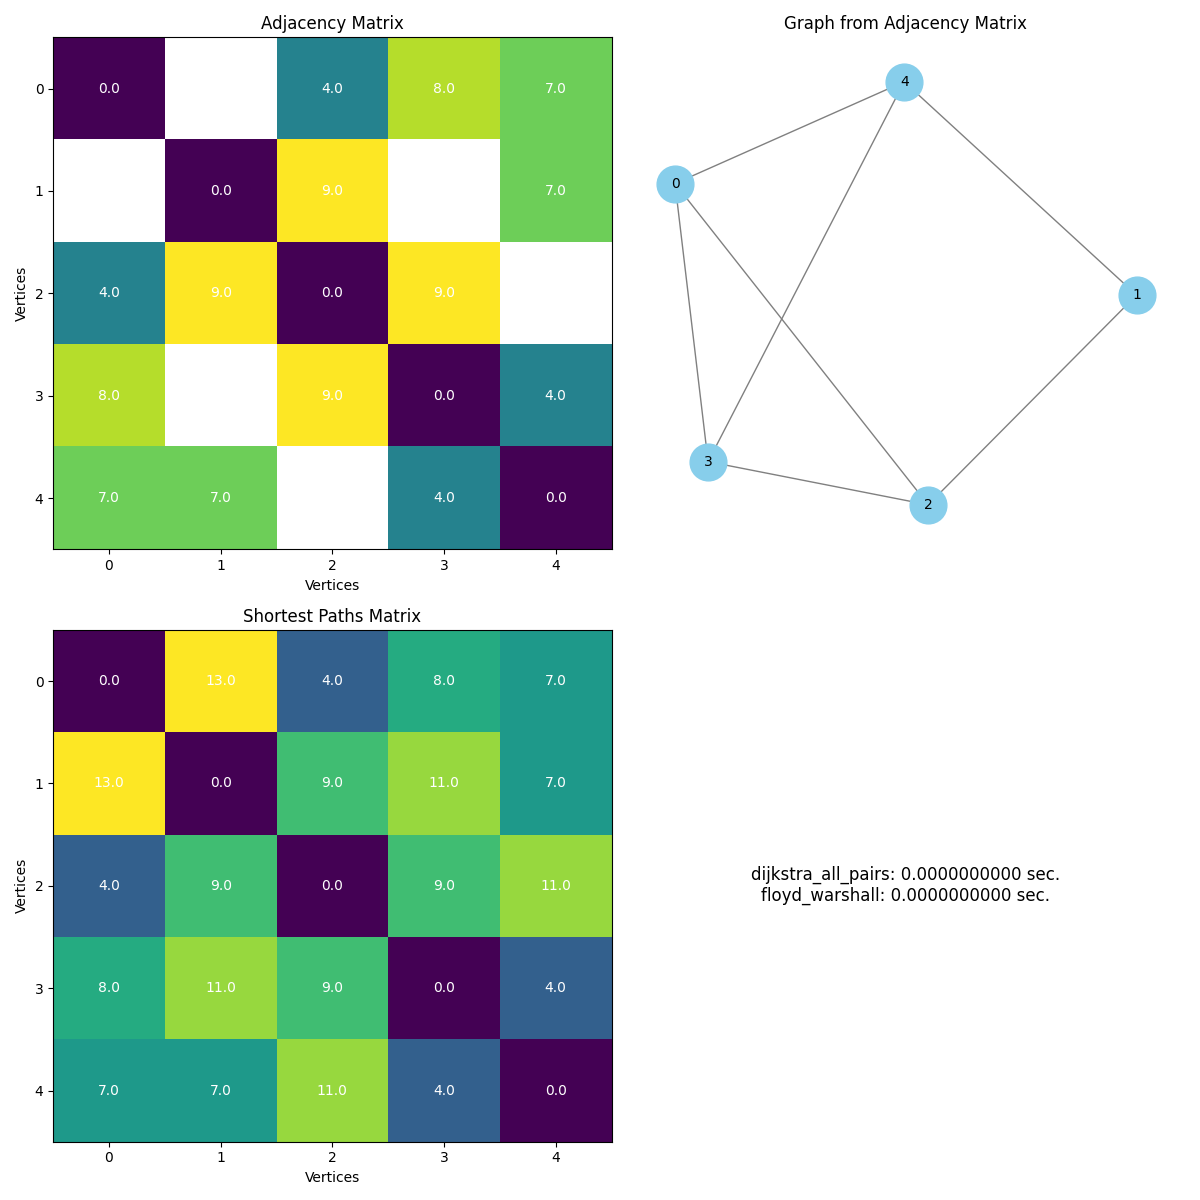 Adjacency Matrix
0 0.0 4.0 8.0 7.0
1 0.0 9.0 7.0
Vertices
2 4.0 9.0 0.0 9.0
3 8.0 9.0 0.0 4.0
4 7.0 7.0 4.0 0.0
0 1 2 3 4
Vertices
Graph from Adjacency Matrix
4
0
1
3
2
Shortest Paths Matrix
0 0.0 13.0 4.0 8.0 7.0
1 13.0 0.0 9.0 11.0 7.0
Vertices
2 4.0 9.0 0.0 9.0 11.0
3 8.0 11.0 9.0 0.0 4.0
4 7.0 7.0 11.0 4.0 0.0
0 1 2 3 4
Vertices
dijkstra_all_pairs: 0.0000000000 sec.
floyd_warshall: 0.0000000000 sec.